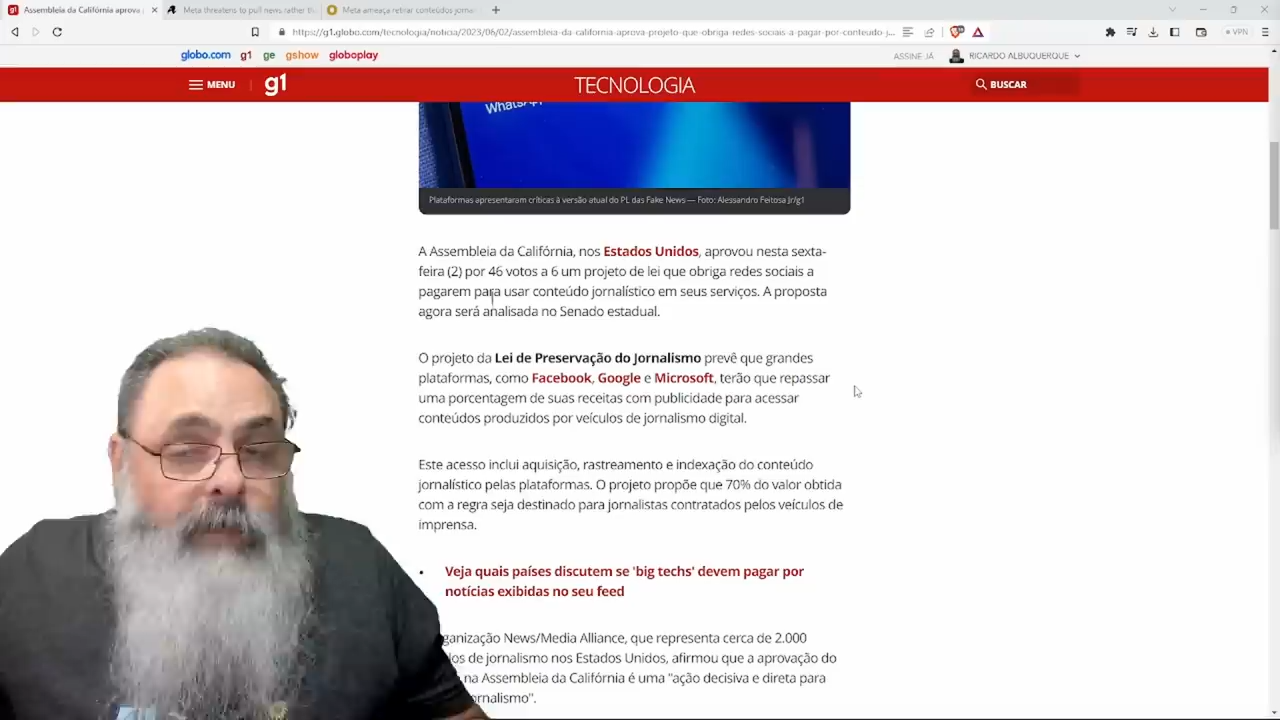 Assembleia da Califórnia aprova
Meta threatens to pull news rather th
Meta ameaça retirar conteúdos jornal
https://g1.globo.com/tecnologia/noticia/2023/06/02/assembleia-da-california-aprova-projeto-que-obriga-redes-sociais-a-pagar-por-conteudo-j...
VPN
globo.com g1 ge gshow globoplay
ASSINE JÁ RICARDO ALBUQUERQUE
MENU g1 TECNOLOGIA BUSCAR
WhatsA
Plataformas apresentaram críticas à versão atual do PL das Fake News — Foto: Alessandro Feitosa Jr/g1
A Assembleia da Califórnia, nos Estados Unidos, aprovou nesta sexta-
feira (2) por 46 votos a 6 um projeto de lei que obriga redes sociais a
pagarem para usar conteúdo jornalístico em seus serviços. A proposta
agora será analisada no Senado estadual.
O projeto da Lei de Preservação do Jornalismo prevê que grandes
plataformas, como Facebook, Google e Microsoft, terão que repassar
uma porcentagem de suas receitas com publicidade para acessar
conteúdos produzidos por veículos de jornalismo digital.
Este acesso inclui aquisição, rastreamento e indexação do conteúdo
jornalístico pelas plataformas. O projeto propõe que 70% do valor obtido
com a regra seja destinado para jornalistas contratados pelos veículos de
imprensa.
• Veja quais países discutem se 'big techs' devem pagar por
notícias exibidas no seu feed
ganização News/Media Alliance, que representa cerca de 2.000
os de jornalismo nos Estados Unidos, afirmou que a aprovação do
na Assembleia da Califórnia é uma "ação decisiva e direta para
ornalismo".